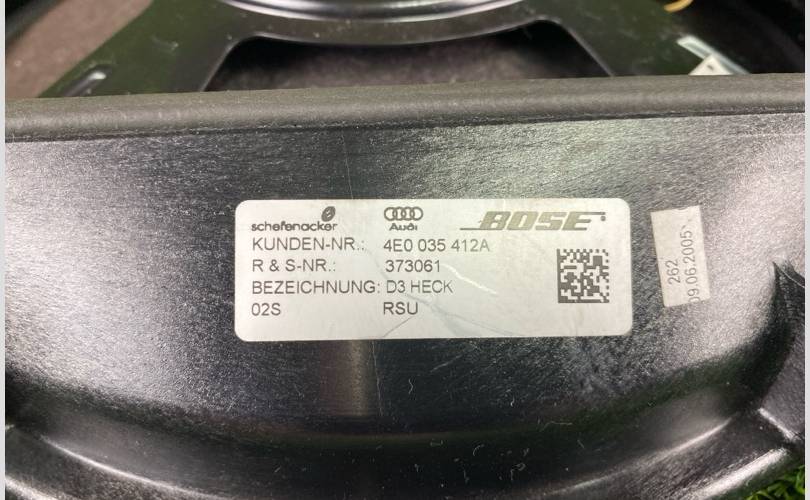 schefenacker Audi BOSE
KUNDEN-NR.: 4E0 035 412A
R & S-NR.: 373061
BEZEICHNUNG: D3 HECK
02S RSU
262
09.06.2005